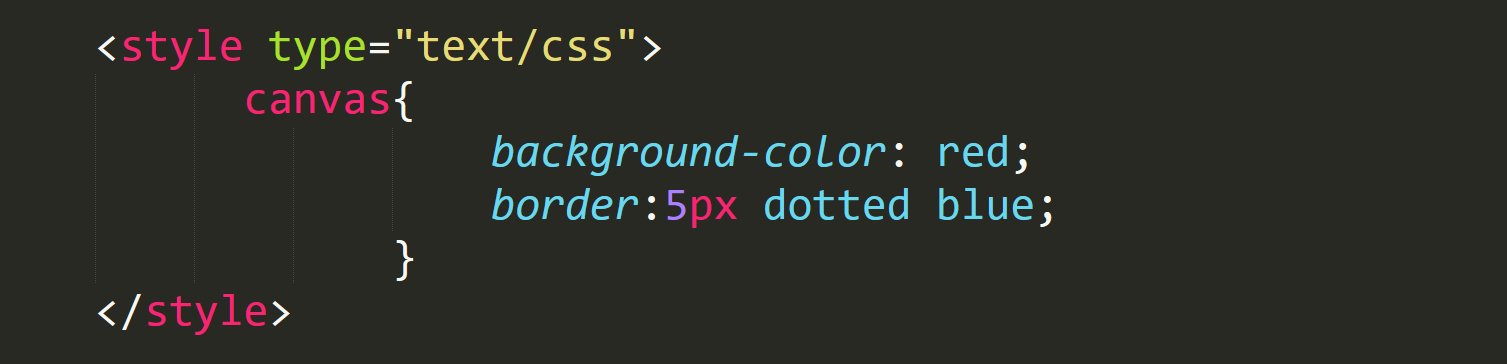 <style type="text/css">
canvas{
background-color: red;
border:5px dotted blue;
}
</style>